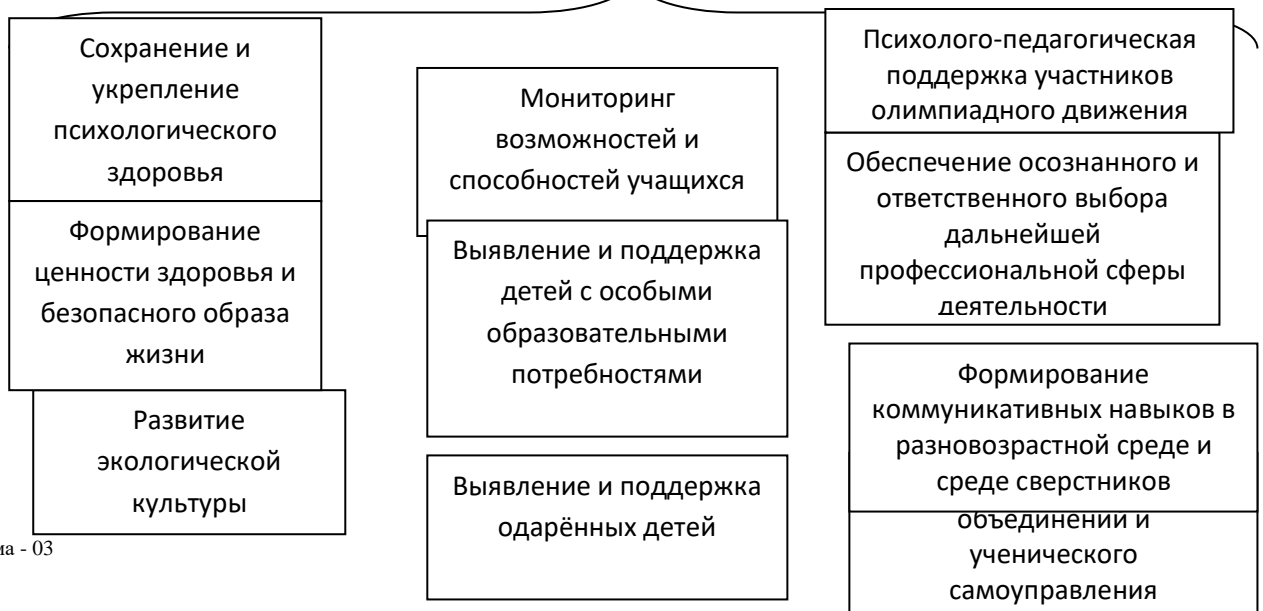 Сохранение и
укрепление
психологического
здоровья
Формирование
ценности здоровья и
безопасного образа
жизни
Развитие
экологической
культуры
Мониторинг
возможностей и
способностей учащихся
Выявление и поддержка
детей с особыми
образовательными
потребностями
Выявление и поддержка
одарённых детей
Психолого-педагогическая
поддержка участников
олимпиадного движения
Обеспечение осознанного и
ответственного выбора
дальнейшей
профессиональной сферы
деятельности
Формирование
коммуникативных навыков в
разновозрастной среде и
среде сверстников
объединений и
ученического
самоуправления
ма - 03